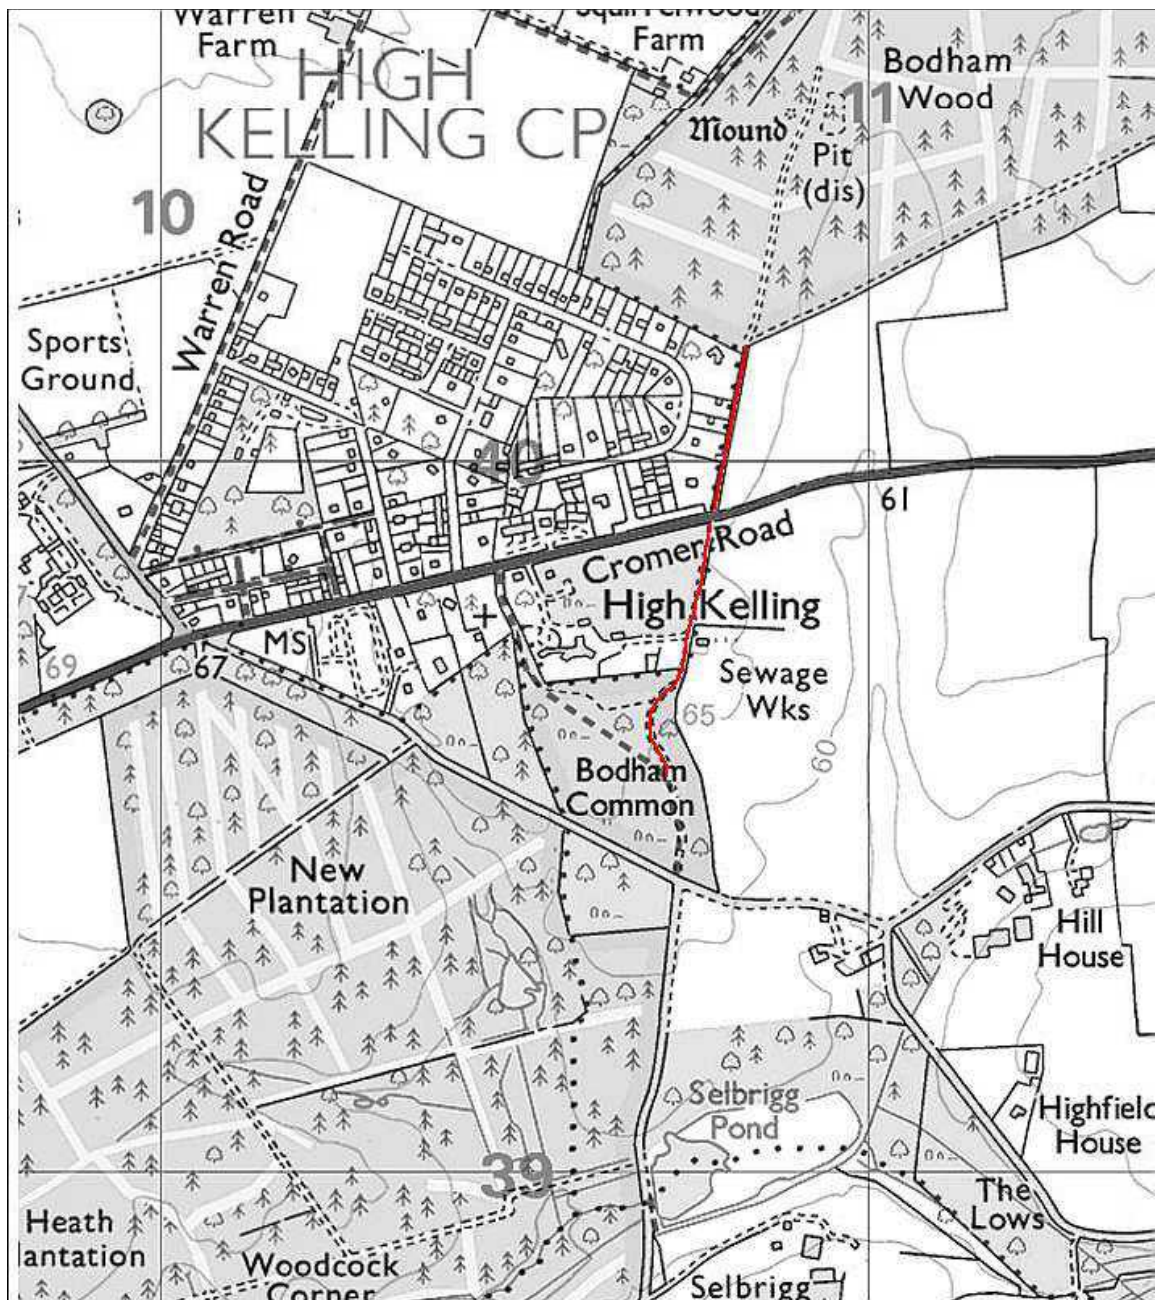 Warren
Farm
Squirrelwood
Farm
Bodham
Wood
HIGH
KELLING CP
11
Mound
Pit
(dis)
10
Warren Road
Sports
Ground
40
61
Cromer Road
High Kelling
MS
69
67
Sewage
Wks
65
60
Bodham
Common
New
Plantation
Hill
House
Selbrigg
Pond
Highfield
House
39
The
Lows
Heath
lantation
Woodcock
Corner
Selbrigg